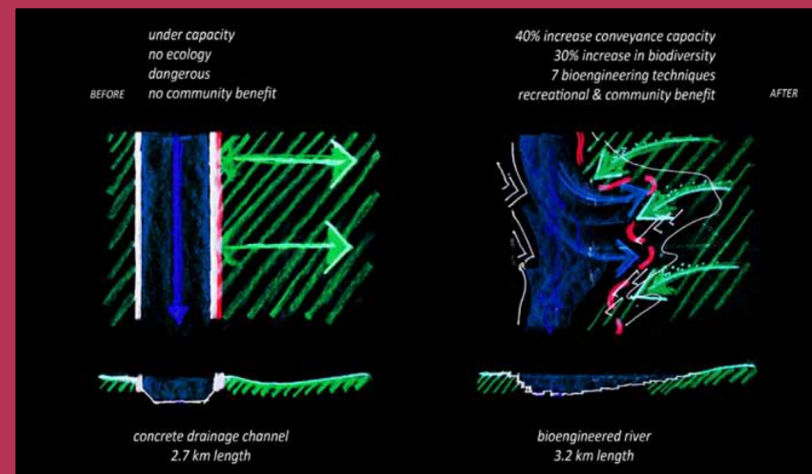 under capacity
no ecology
dangerous
BEFORE no community benefit
40% increase conveyance capacity
30% increase in biodiversity
7 bioengineering techniques
recreational & community benefit AFTER
concrete drainage channel
2.7 km length
bioengineered river
3.2 km length